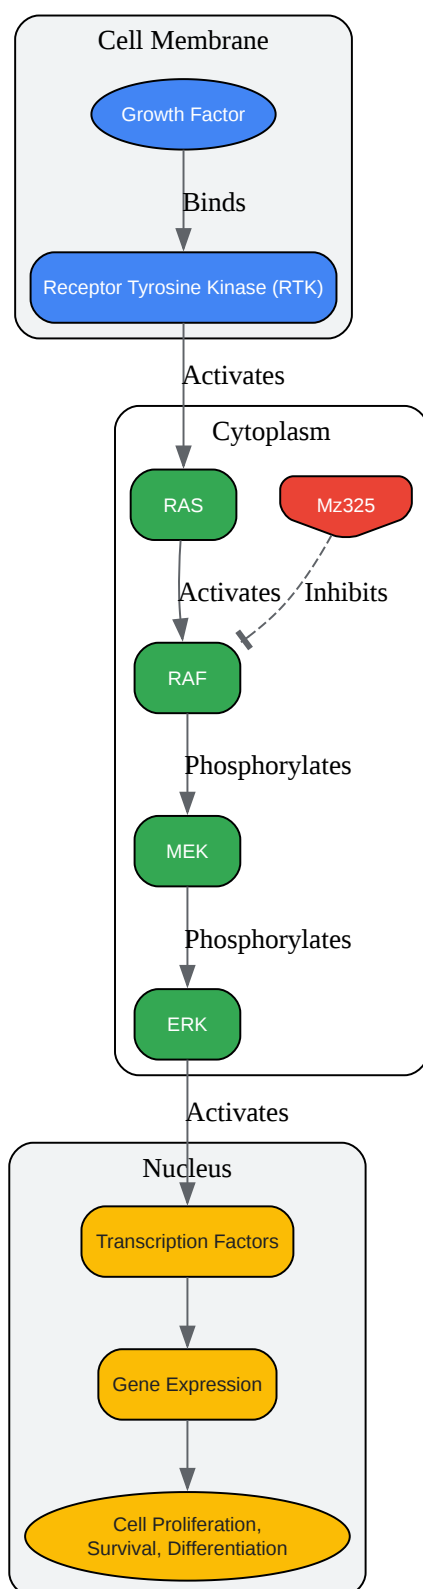 Cell Membrane
Growth Factor
Binds
Receptor Tyrosine Kinase (RTK)
Activates
Cytoplasm
RAS
Mz325
Activates
Inhibits
RAF
Phosphorylates
MEK
Phosphorylates
ERK
Activates
Nucleus
Transcription Factors
Gene Expression
Cell Proliferation,
Survival, Differentiation